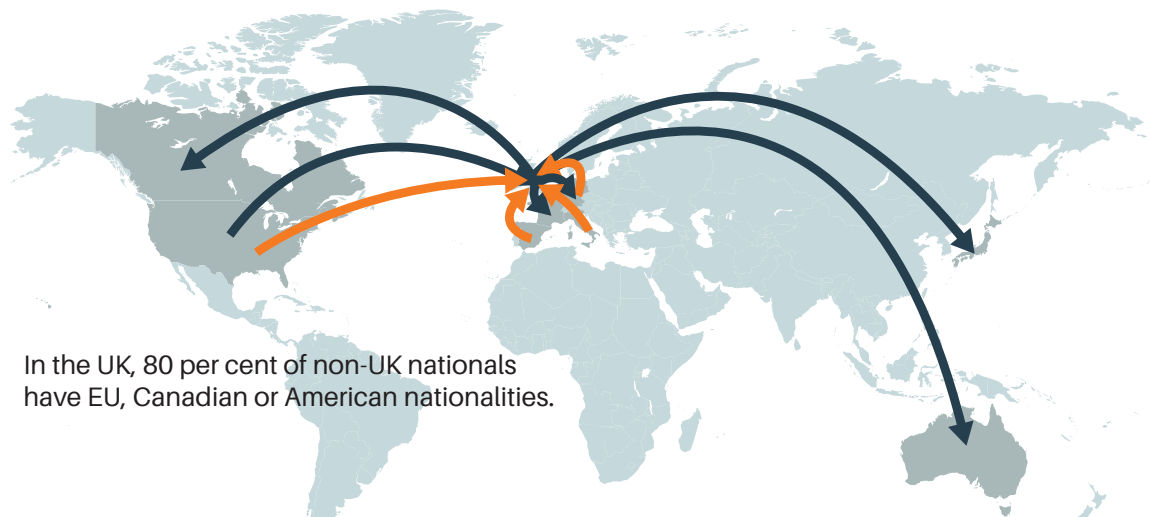 In the UK, 80 per cent of non-UK nationals
have EU, Canadian or American nationalities.